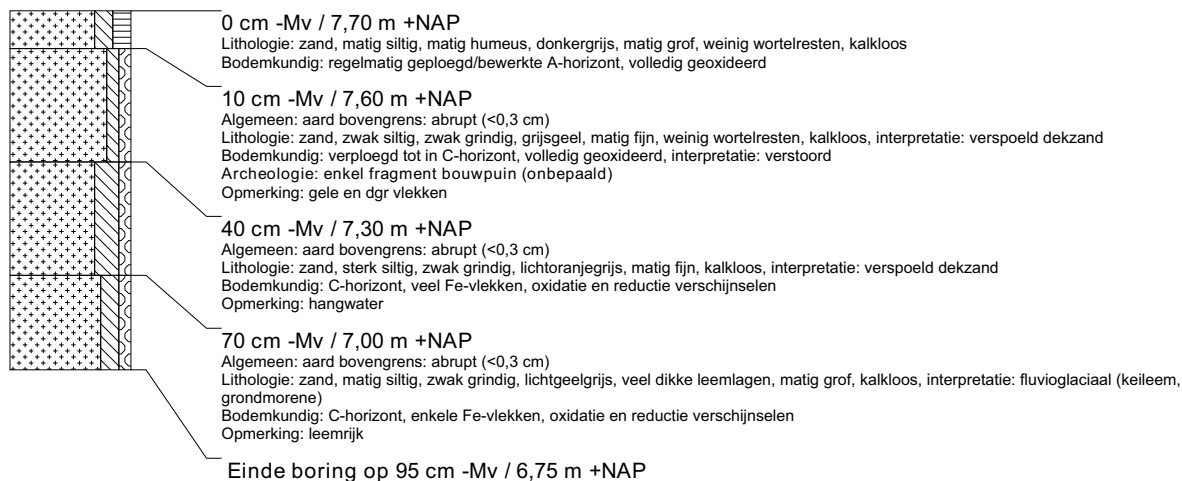 0 cm -Mv / 7,70 m +NAP
Lithologie: zand, matig siltig, matig humeus, donkergrijs, matig grof, weinig wortelresten, kalkloos
Bodemkundig: regelmatig geploegd/bewerkte A-horizont, volledig geoxideerd
10 cm -Mv / 7,60 m +NAP
Algemeen: aard bovengrens: abrupt (<0,3 cm)
Lithologie: zand, zwak siltig, zwak grindig, grijsgeel, matig fijn, weinig wortelresten, kalkloos, interpretatie: verspoeld dekzand
Bodemkundig: verploegd tot in C-horizont, volledig geoxideerd, interpretatie: verstoord
Archeologie: enkel fragment bouwpuin (onbepaald)
Opmerking: gele en dgr vlekken
40 cm -Mv / 7,30 m +NAP
Algemeen: aard bovengrens: abrupt (<0,3 cm)
Lithologie: zand, sterk siltig, zwak grindig, lichtoranjegrijs, matig fijn, kalkloos, interpretatie: verspoeld dekzand
Bodemkundig: C-horizont, veel Fe-vlekken, oxidatie en reductie verschijnselen
Opmerking: hangwater
70 cm -Mv / 7,00 m +NAP
Algemeen: aard bovengrens: abrupt (<0,3 cm)
Lithologie: zand, matig siltig, zwak grindig, lichtgeelgrijs, veel dikke leemlagen, matig grof, kalkloos, interpretatie: fluvioglaciaal (keileem,
grondmorene)
Bodemkundig: C-horizont, enkele Fe-vlekken, oxidatie en reductie verschijnselen
Opmerking: leemrijk
Einde boring op 95 cm -Mv / 6,75 m +NAP